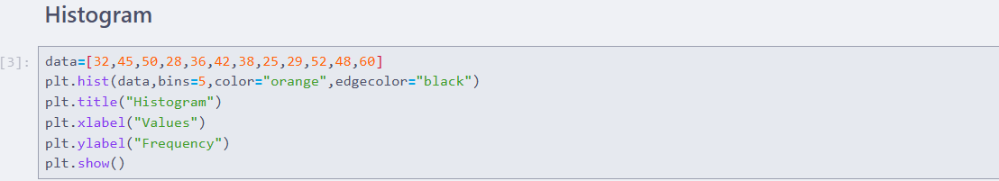 Histogram
[3]: data=[32,45,50,28,36,42,38,25,29,52,48,60]
plt.hist(data,bins=5,color="orange",edgecolor="black")
plt.title("Histogram")
plt.xlabel("Values")
plt.ylabel("Frequency")
plt.show()